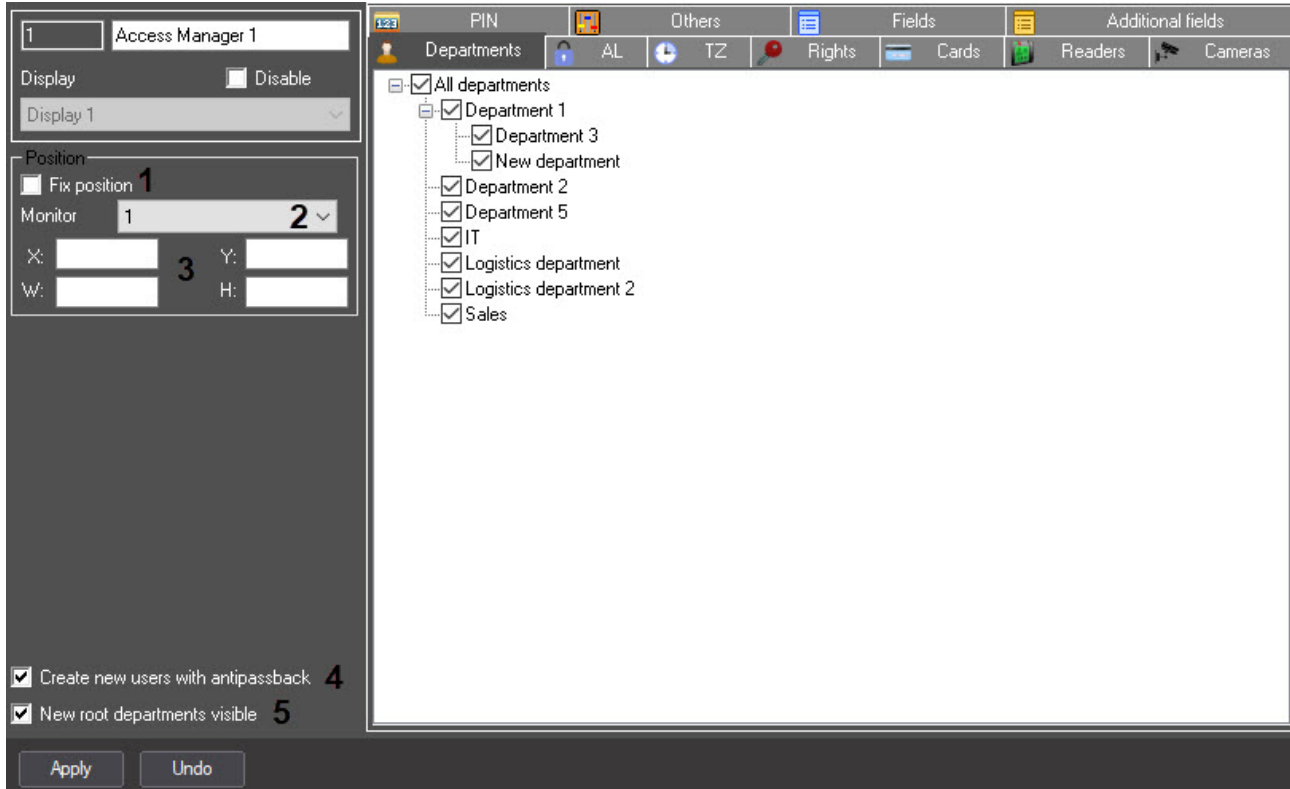 1 Access Manager 1
Display Disable
Display 1
Position
Fix position 1
Monitor 1 2
X: 3 Y:
W: H:
Create new users with antipassback 4
New root departments visible 5
Apply Undo
123 PIN Others Fields Additional fields
Departments AL TZ Rights Cards Readers Cameras
All departments
Department 1
Department 3
New department
Department 2
Department 5
IT
Logistics department
Logistics department 2
Sales